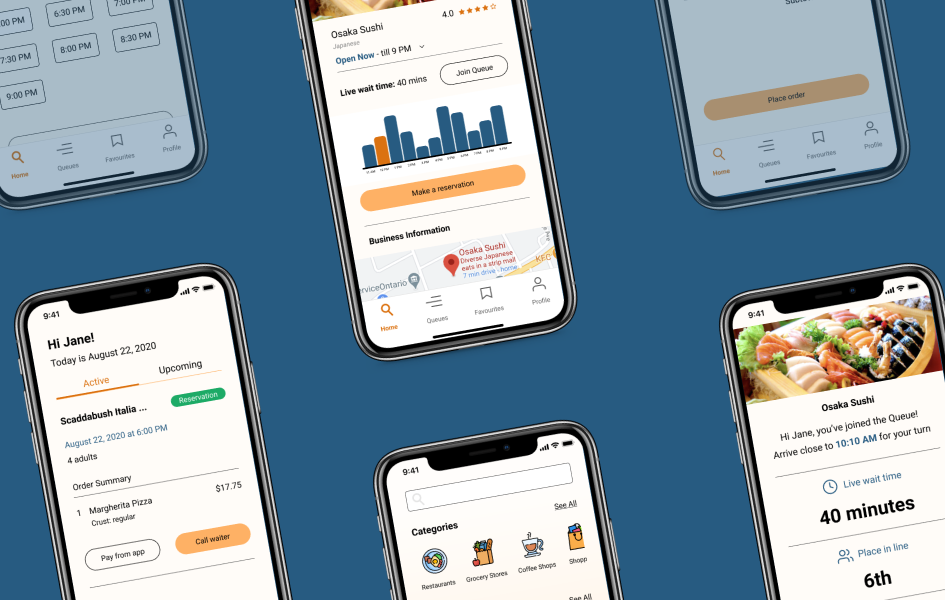 :00 PM
6:30 PM
7:00 PM
7:30 PM
8:00 PM
8:30 PM
9:00 PM
Home
Queues
Favourites
Profile
Osaka Sushi
4.0
Japanese
Open Now - till 9 PM
Live wait time: 40 mins
Join Queue
Make a reservation
Business Information
Osaka Sushi
Diverse Japanese
eats in a strip mall
7 min drive - home
erviceOntario
KFC
Home
Queues
Favourites
Profile
Place order
Home
Queues
Favourites
Profile
9:41
Hi Jane!
Today is August 22, 2020
Active
Upcoming
Scaddabush Italia ...
Reservation
August 22, 2020 at 6:00 PM
4 adults
Order Summary
1 Margherita Pizza $17.75
Crust: regular
Pay from app
Call waiter
9:41
Categories
See All
Restaurants
Grocery Stores
Coffee Shops
Shopp
See All
9:41
Osaka Sushi
Hi Jane, you've joined the Queue!
Arrive close to 10:10 AM for your turn
Live wait time
40 minutes
Place in line
6th